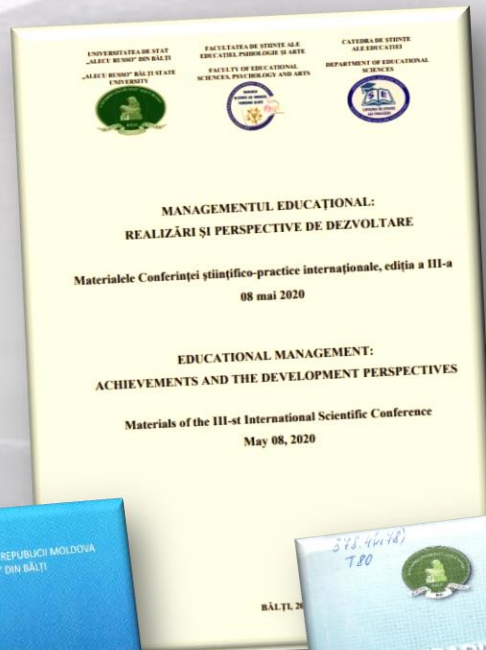 UNIVERSITATEA DE STAT
„ALECU RUSSO" DIN BĂLȚI
„ALECU RUSSO" BĂLȚI STATE
UNIVERSITY
FACULTATEA DE ȘTIINȚE ALE
EDUCAȚIEI, PSIHOLOGIE ȘI ARTE
FACULTY OF EDUCATIONAL
SCIENCES, PSYCHOLOGY AND ARTS
CATEDRA DE ȘTIINȚE
ALE EDUCAȚIEI
DEPARTMENT OF EDUCATIONAL
SCIENCES
MANAGEMENTUL EDUCAȚIONAL:
REALIZĂRI ȘI PERSPECTIVE DE DEZVOLTARE
Materialele Conferinței științifico-practice internaționale, ediția a III-a
08 mai 2020
EDUCATIONAL MANAGEMENT:
ACHIEVEMENTS AND THE DEVELOPMENT PERSPECTIVES
Materials of the III-st International Scientific Conference
May 08, 2020
BĂLȚI, 20
REPUBLICII MOLDOVA
DIN BĂLȚI
378.4(478)
T80